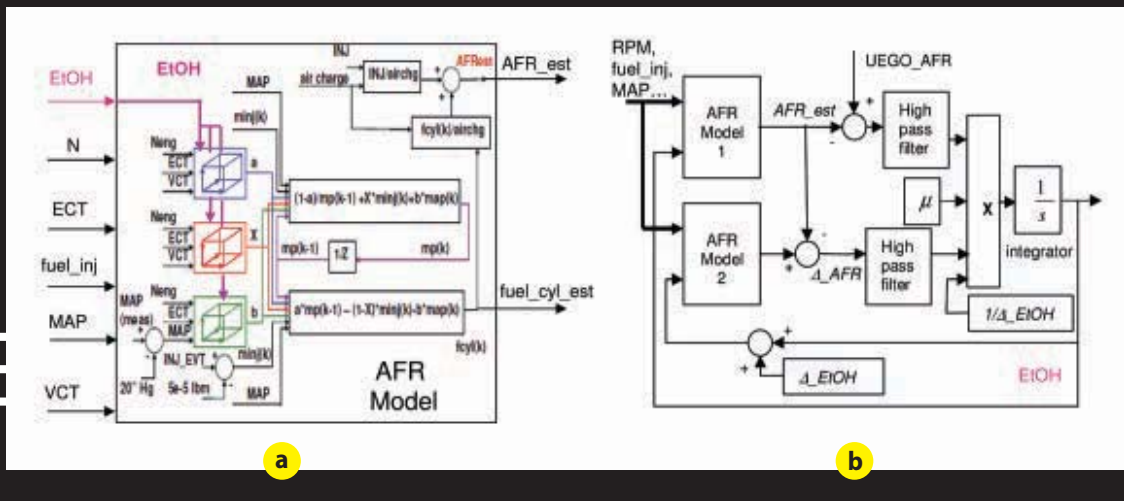 EtOH
N
ECT
fuel_inj
MAP
VCT
EtOH
MAP
minj(k)
Neng
ECT
VCT
a
Neng
ECT
VCT
X
Neng
ECT
MAP
b
MAP
(meas)
+
-
20" Hg
INJ_EVT
+
-
5e-5 lbm
minj(k)
MAP
INJ
air charge
INJ/airchg
fcyl(k)/airchg
+
+
AFRest
AFR_est
(1-a)*mp(k-1) +X*minj(k)+b*map(k)
mp(k-1)
1/Z
mp(k)
a*mp(k-1) – (1-X)*minj(k)-b*map(k)
fcyl(k)
fuel_cyl_est
AFR
Model
a
RPM,
fuel_inj,
MAP…
AFR
Model
1
AFR_est
UEGO_AFR
+
-
High
pass
filter
μ
X
1
s
integrator
AFR
Model
2
-
+
Δ_AFR
High
pass
filter
1/Δ_EtOH
+
+
Δ_EtOH
EtOH
b